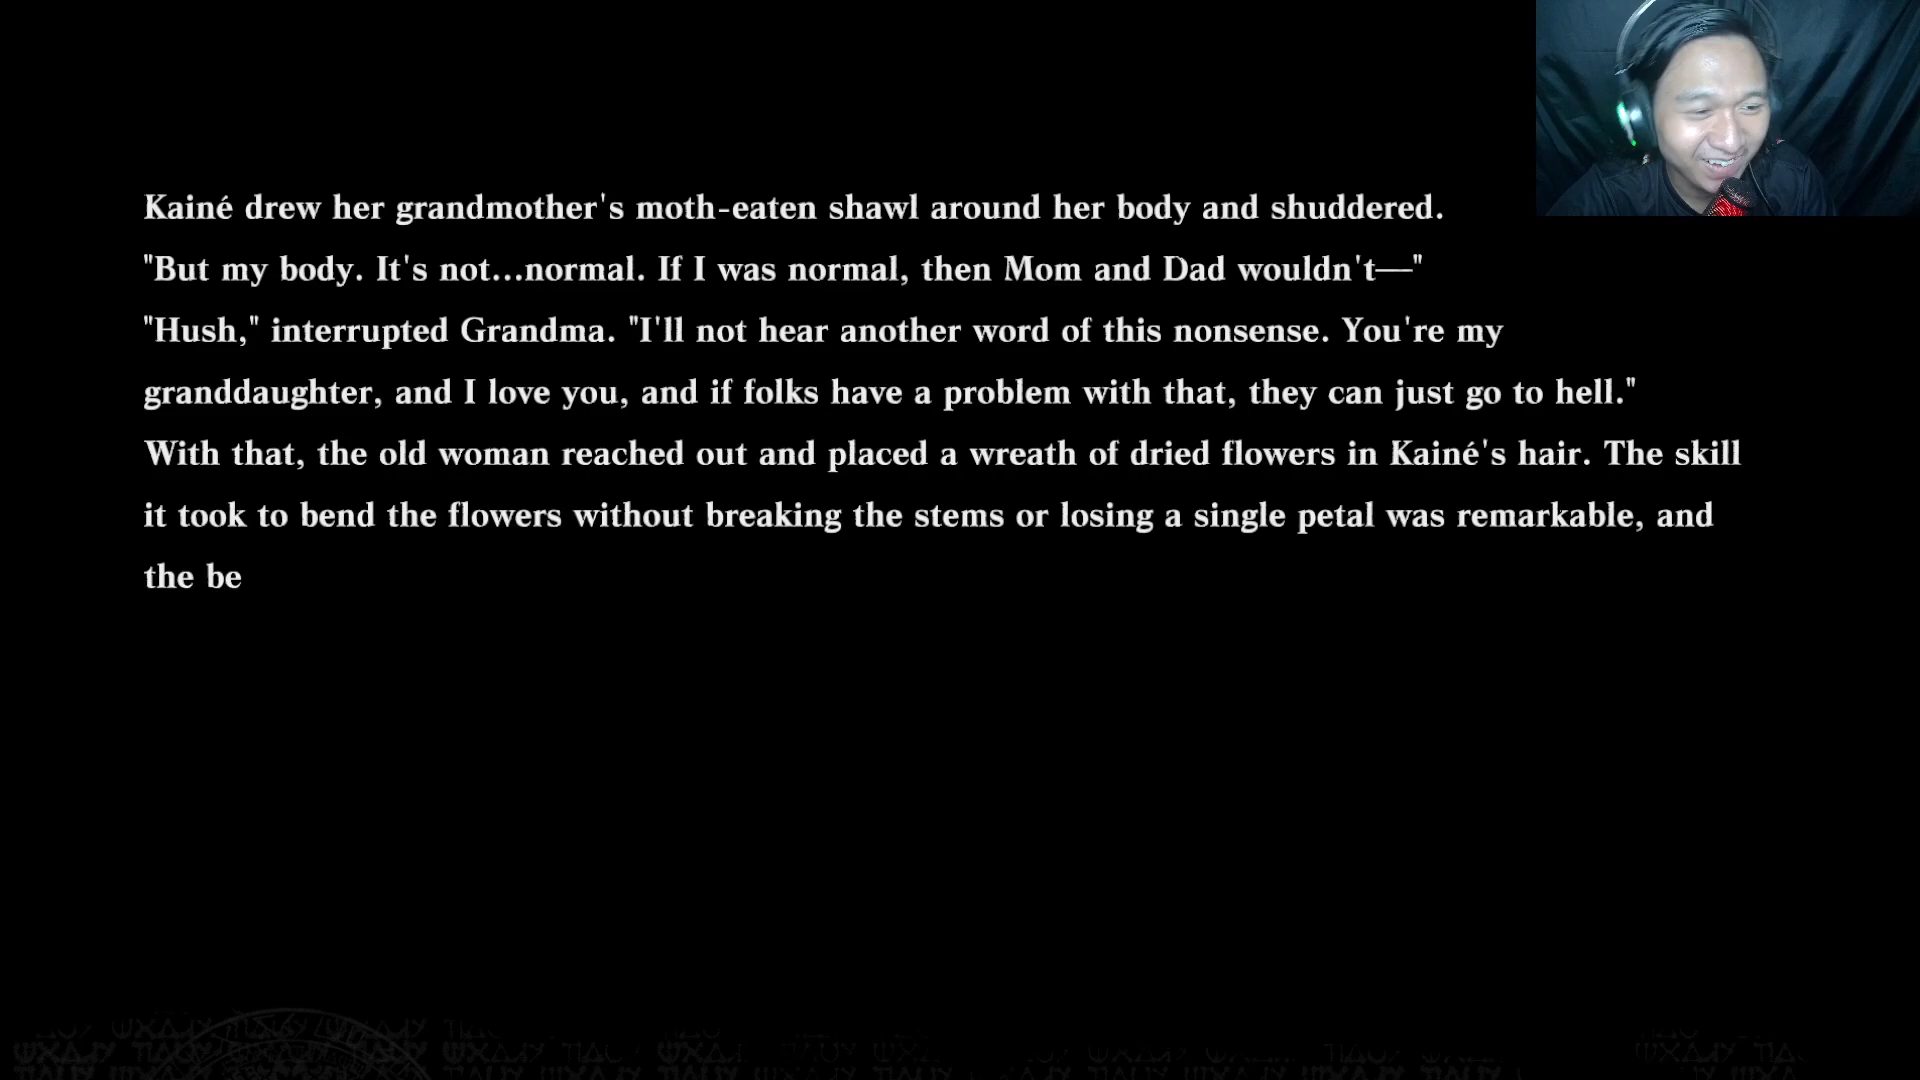 Kainé drew her grandmother's moth-eaten shawl around her body and shuddered.
"But my body. It's not...normal. If I was normal, then Mom and Dad wouldn't—"
"Hush," interrupted Grandma. "I'll not hear another word of this nonsense. You're my
granddaughter, and I love you, and if folks have a problem with that, they can just go to hell."
With that, the old woman reached out and placed a wreath of dried flowers in Kainé's hair. The skill
it took to bend the flowers without breaking the stems or losing a single petal was remarkable, and
the be